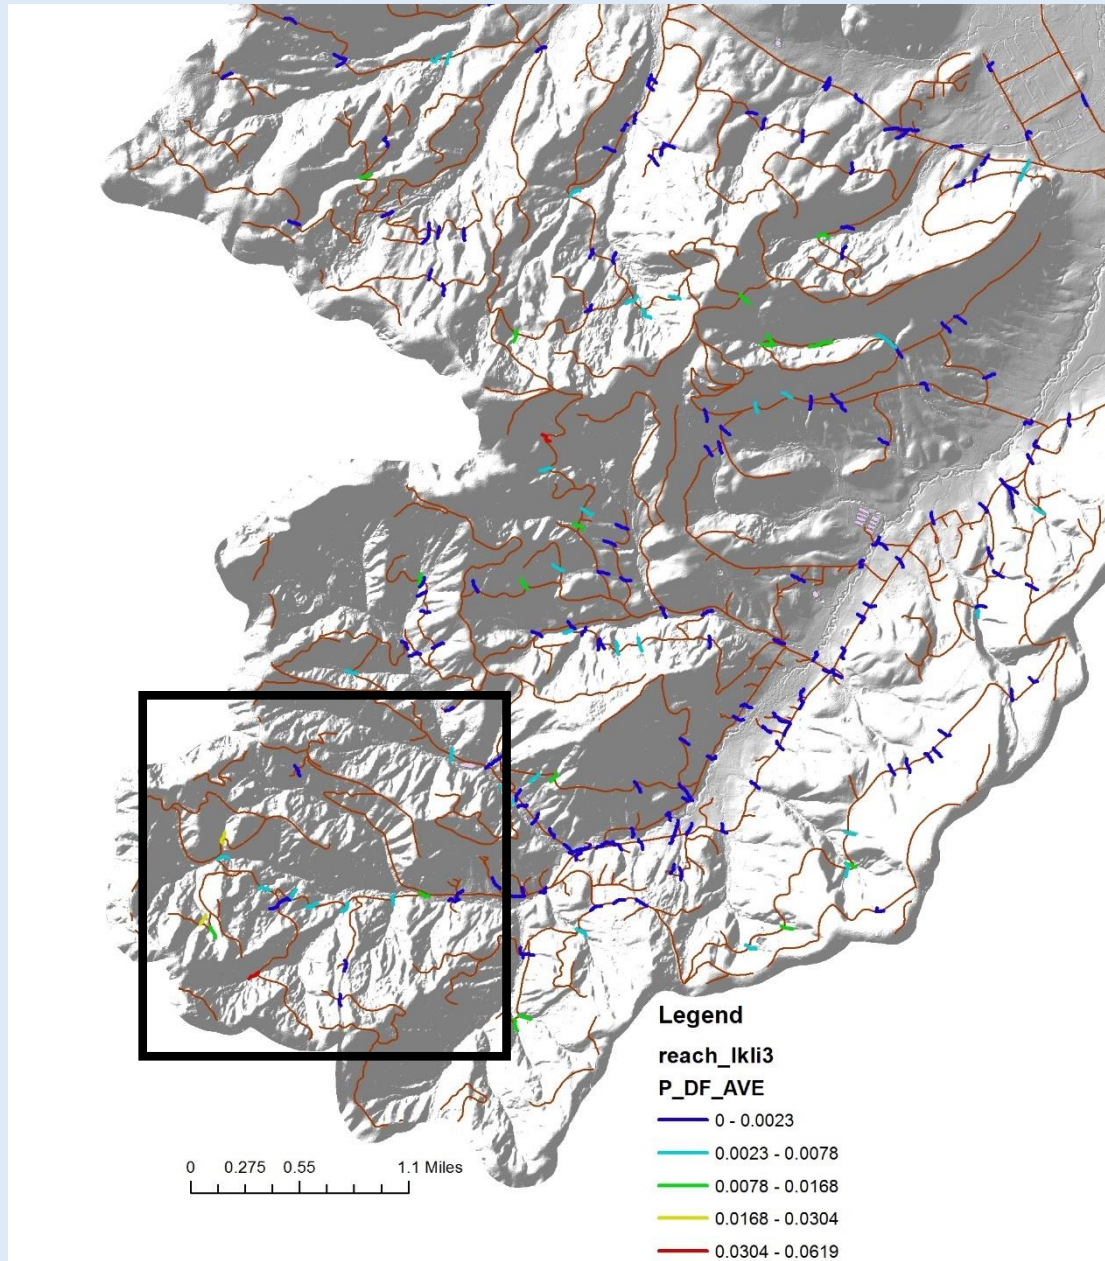 Legend
reach_lkli3
P_DF_AVE
0 - 0.0023
0.0023 - 0.0078
0.0078 - 0.0168
0.0168 - 0.0304
0.0304 - 0.0619
0 0.275 0.55 1.1 Miles